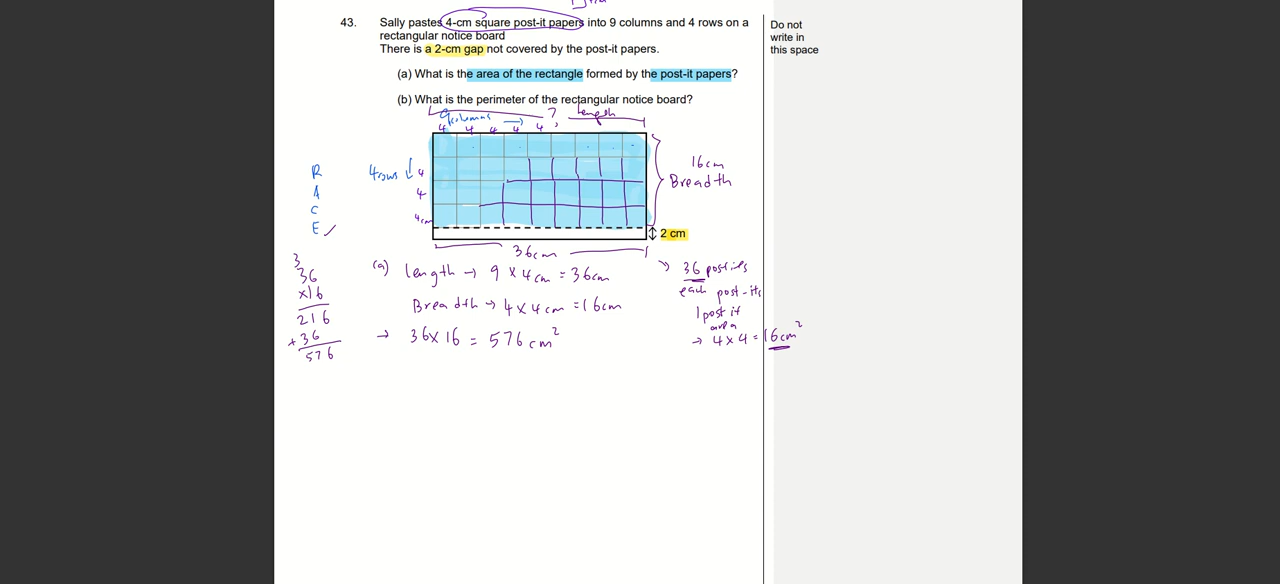 43. Sally pastes 4-cm square post-it papers into 9 columns and 4 rows on a
rectangular notice board
There is a 2-cm gap not covered by the post-it papers.
(a) What is the area of the rectangle formed by the post-it papers?
(b) What is the perimeter of the rectangular notice board?
Do not
write in
this space
9columns → ? length
4 4 4 4 4 ?
R
A
C
E ✓
4rows ↓ 4
4
4cm
16cm
Breadth
2 cm
36cm
(a) length → 9 x 4cm = 36cm
Breadth → 4 x 4cm = 16cm
→ 36 x 16 = 576 cm²
3
36
x16
216
+36
576
36 post its
each post-its
1 post it
area
→ 4 x 4 = 16cm²